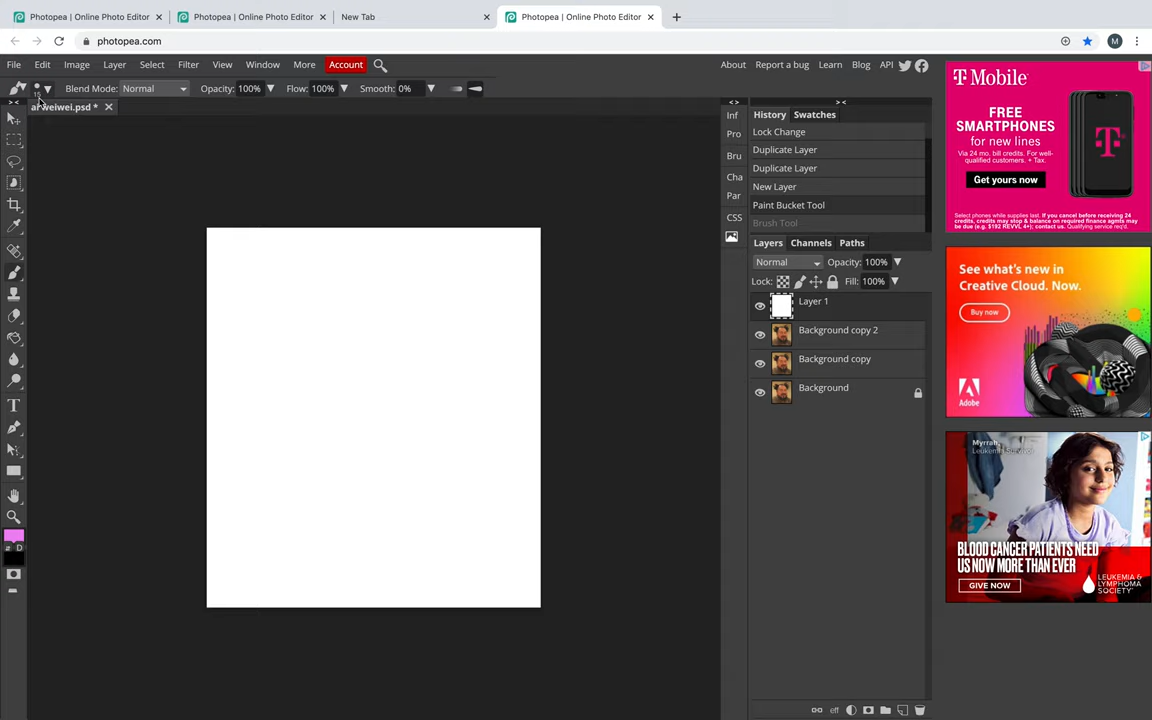 Photopea | Online Photo Editor
Photopea | Online Photo Editor
New Tab
Photopea | Online Photo Editor
photopea.com
M
File Edit Image Layer Select Filter View Window More Account
About Report a bug Learn Blog API
15
Blend Mode: Normal Opacity: 100% Flow: 100% Smooth: 0%
aiweiwei.psd *
D
Inf
Pro
Bru
Cha
Par
CSS
History Swatches
Lock Change
Duplicate Layer
Duplicate Layer
New Layer
Paint Bucket Tool
Brush Tool
Layers Channels Paths
Normal Opacity: 100%
Lock: Fill: 100%
Layer 1
Background copy 2
Background copy
Background
eff
T Mobile
FREE
SMARTPHONES
for new lines
Via 24 mo. bill credits. For well-
qualified customers. + Tax.
Get yours now
Select phones while supplies last. If you cancel before receiving 24
credits, credits may stop & balance on required finance agmts may
be due (e.g. $192 REVVL 4+); contact us. Qualifying service req'd.
See what's new in
Creative Cloud. Now.
Buy now
Adobe
Myrrah,
Leukemia Survivor
BLOOD CANCER PATIENTS NEED
US NOW MORE THAN EVER
GIVE NOW
LEUKEMIA &
LYMPHOMA
SOCIETY